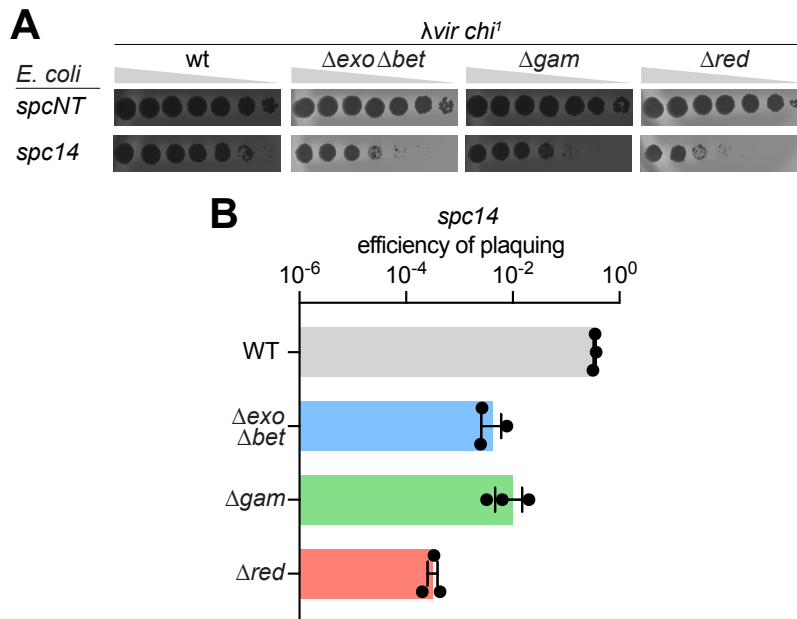 A
λvir chi¹
E. coli
wt
ΔexoΔbet
Δgam
Δred
spcNT
spc14
B
spc14
efficiency of plaquing
10⁻⁶
10⁻⁴
10⁻²
10⁰
WT
Δexo
Δbet
Δgam
Δred